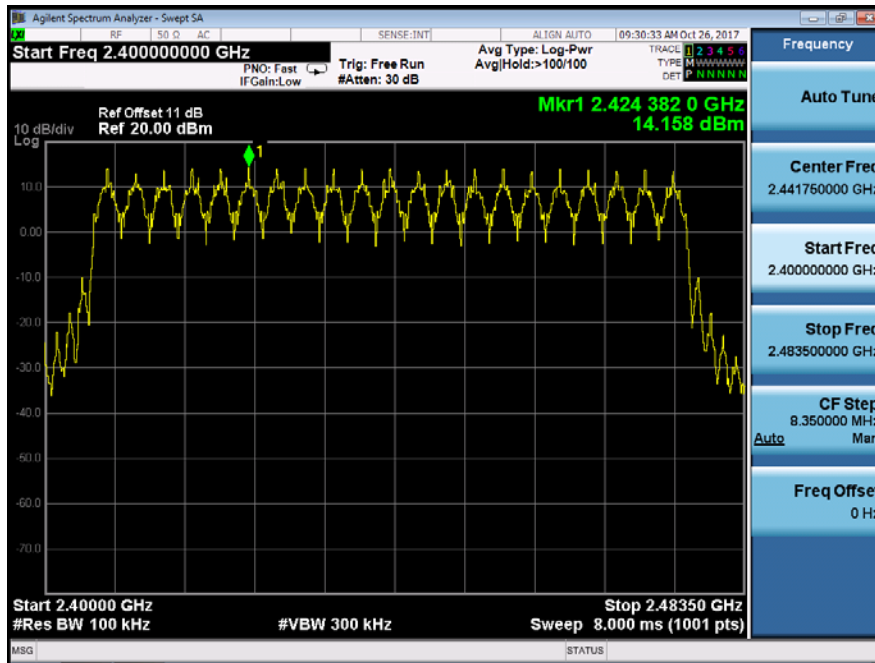 Agilent Spectrum Analyzer - Swept SA
LXI RF 50 Ω AC SENSE:INT ALIGN AUTO 09:30:33 AM Oct 26, 2017
Start Freq 2.400000000 GHz
PNO: Fast
IFGain:Low
Trig: Free Run
#Atten: 30 dB
Avg Type: Log-Pwr
Avg|Hold:>100/100
TRACE 1 2 3 4 5 6
TYPE M WWWWW
DET P N N N N N
Ref Offset 11 dB
10 dB/div Ref 20.00 dBm
Log
Mkr1 2.424 382 0 GHz
14.158 dBm
1
10.0
0.00
-10.0
-20.0
-30.0
-40.0
-50.0
-60.0
-70.0
Start 2.40000 GHz Stop 2.48350 GHz
#Res BW 100 kHz #VBW 300 kHz Sweep 8.000 ms (1001 pts)
MSG STATUS
Frequency
Auto Tune
Center Freq
2.441750000 GHz
Start Freq
2.400000000 GHz
Stop Freq
2.483500000 GHz
CF Step
8.350000 MHz
Auto Man
Freq Offset
0 Hz